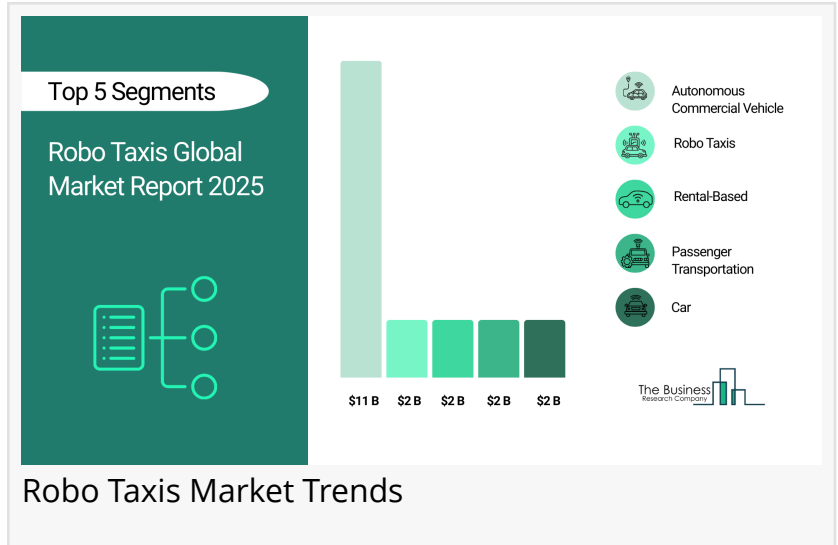 Top 5 Segments
Robo Taxis Global
Market Report 2025
$11 B
$2 B
$2 B
$2 B
$2 B
Autonomous
Commercial Vehicle
Robo Taxis
Rental-Based
Passenger
Transportation
Car
The Business
Research Company
Robo Taxis Market Trends